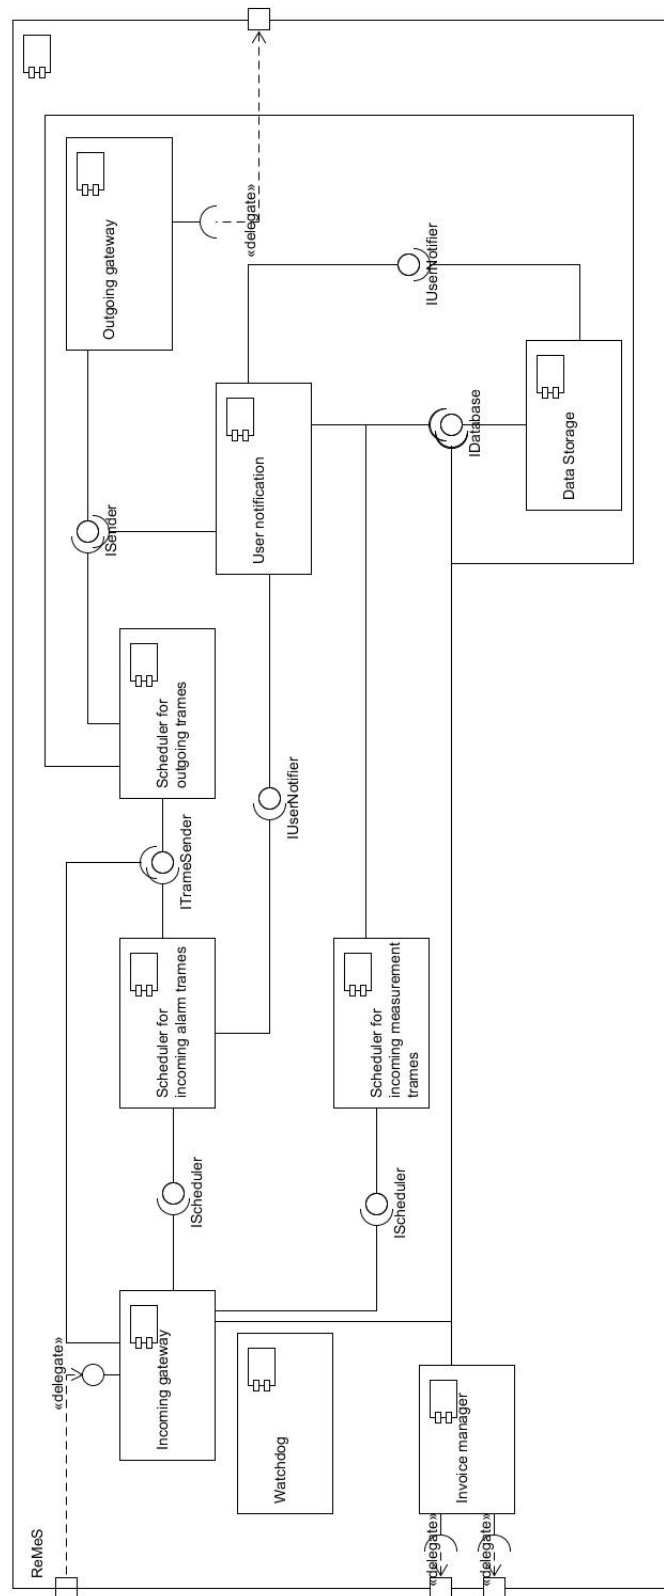 ReMeS
«delegate»
Incoming gateway
Watchdog
«delegate»
«delegate»
Invoice manager
IScheduler
IScheduler
Scheduler for
incoming alarm trames
Scheduler for
incoming measurement
trames
ITrameSender
IUserNotifier
Scheduler for
outgoing trames
ISender
User notification
IDatabase
Data Storage
IUserNotifier
Outgoing gateway
«delegate»